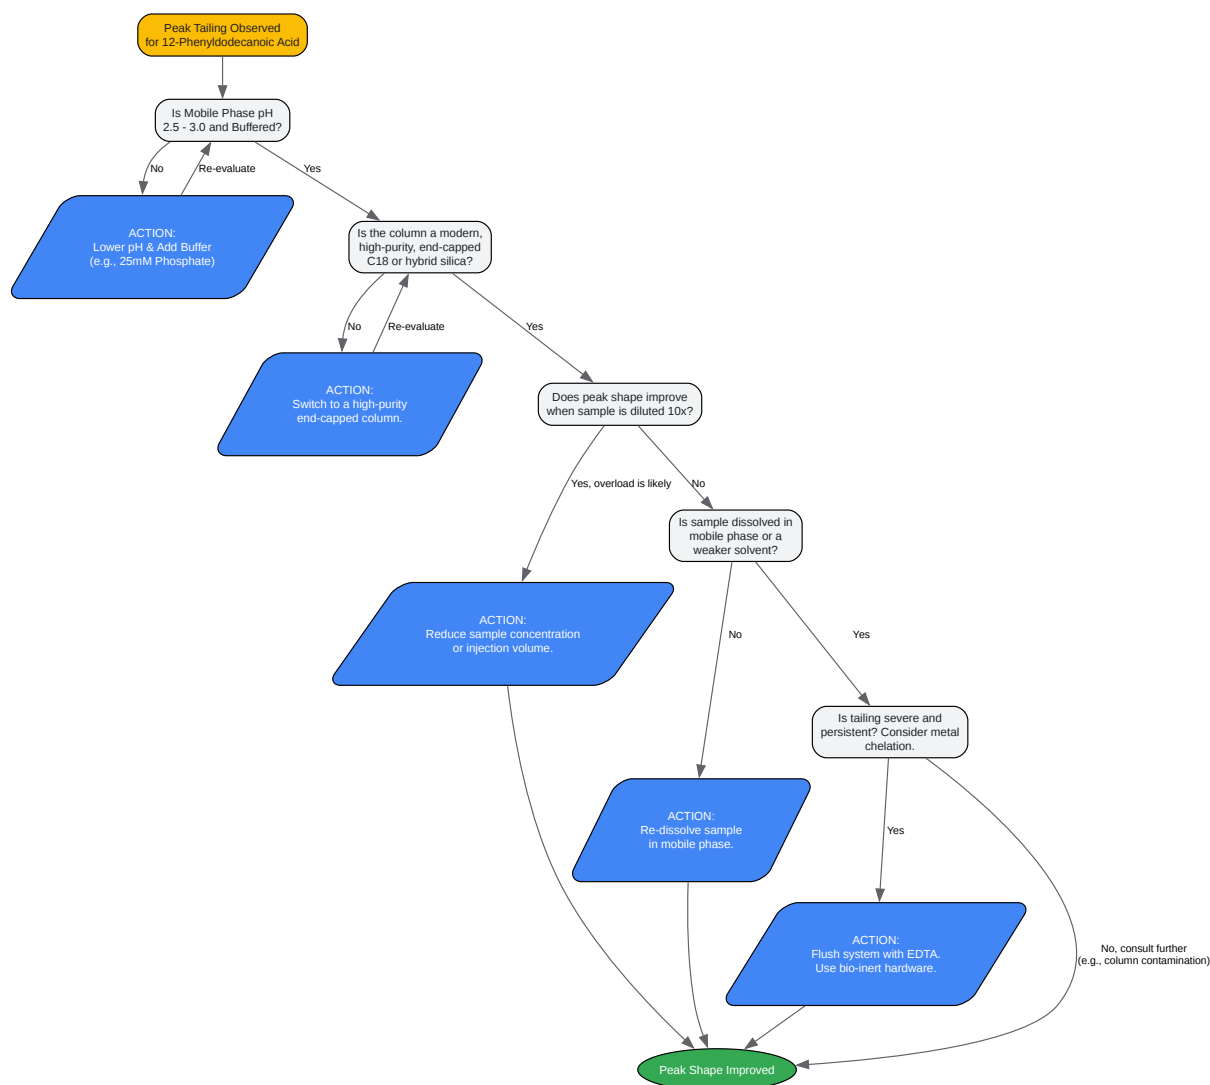 Peak Tailing Observed
for 12-Phenyldodecanoic Acid
Is Mobile Phase pH
2.5 - 3.0 and Buffered?
No
Re-evaluate
Yes
ACTION:
Lower pH & Add Buffer
(e.g., 25mM Phosphate)
Is the column a modern,
high-purity, end-capped
C18 or hybrid silica?
No
Re-evaluate
Yes
ACTION:
Switch to a high-purity
end-capped column.
Does peak shape improve
when sample is diluted 10x?
Yes, overload is likely
No
Is sample dissolved in
mobile phase or a
weaker solvent?
ACTION:
Reduce sample concentration
or injection volume.
No
Yes
Is tailing severe and
persistent? Consider metal
chelation.
ACTION:
Re-dissolve sample
in mobile phase.
Yes
ACTION:
Flush system with EDTA.
Use bio-inert hardware.
No, consult further
(e.g., column contamination)
Peak Shape Improved